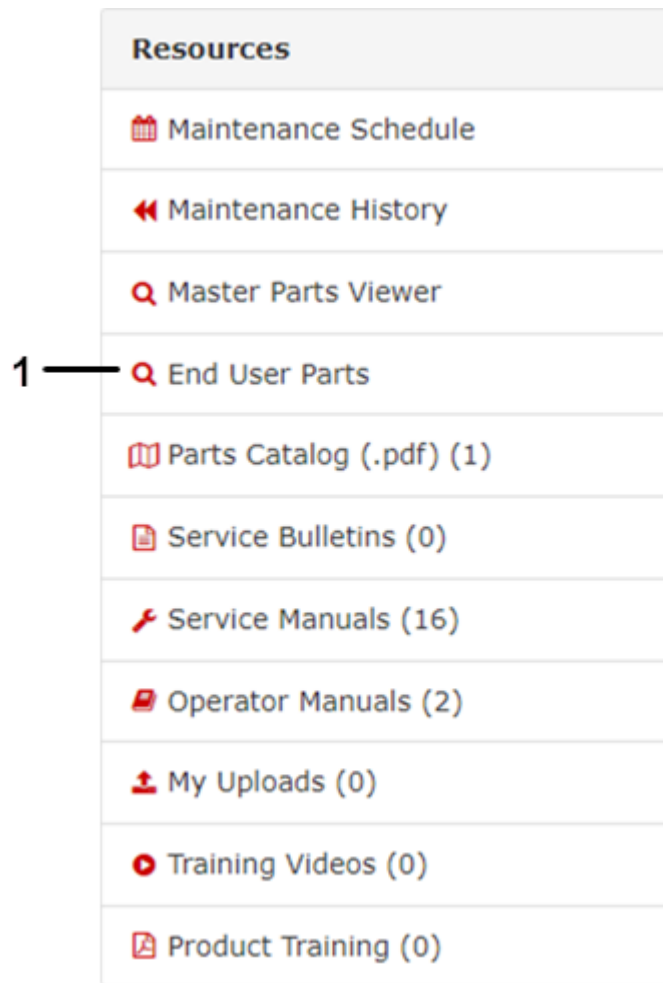 Resources
Maintenance Schedule
Maintenance History
Master Parts Viewer
1 End User Parts
Parts Catalog (.pdf) (1)
Service Bulletins (0)
Service Manuals (16)
Operator Manuals (2)
My Uploads (0)
Training Videos (0)
Product Training (0)